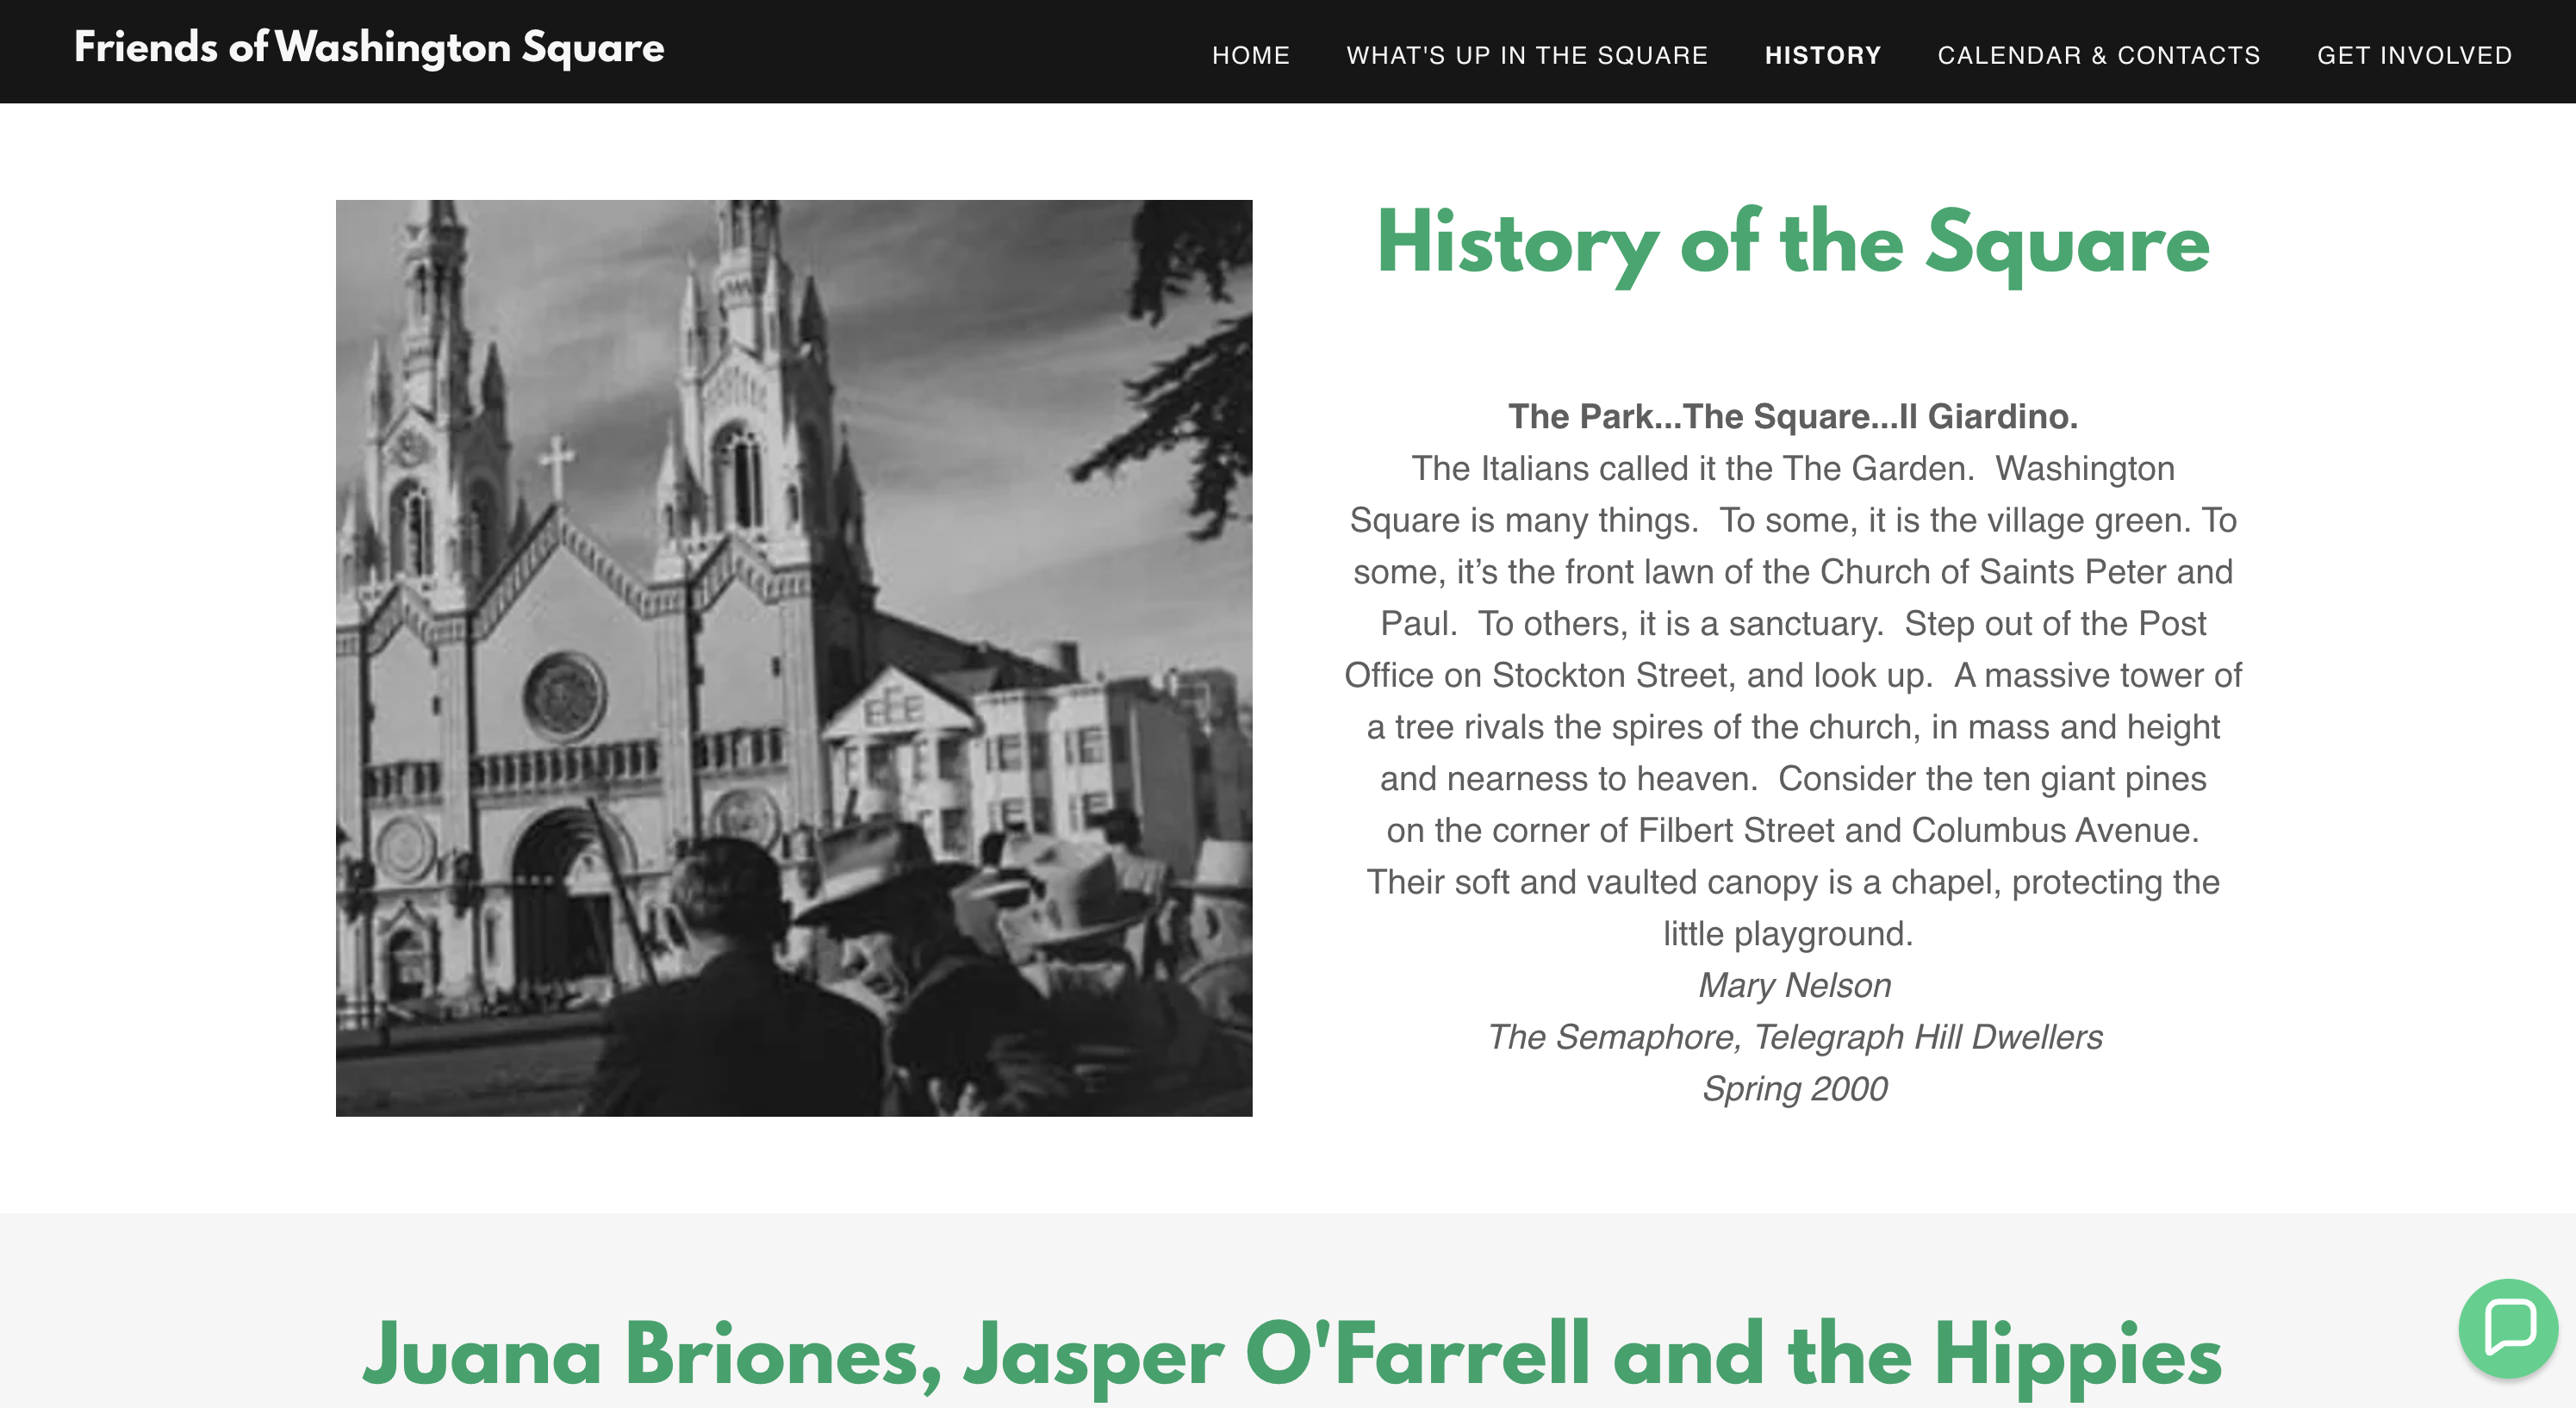 Friends of Washington Square
HOME
WHAT'S UP IN THE SQUARE
HISTORY
CALENDAR & CONTACTS
GET INVOLVED
History of the Square
The Park...The Square...Il Giardino.
The Italians called it the The Garden.  Washington
Square is many things.  To some, it is the village green. To
some, it’s the front lawn of the Church of Saints Peter and
Paul.  To others, it is a sanctuary.  Step out of the Post
Office on Stockton Street, and look up.  A massive tower of
a tree rivals the spires of the church, in mass and height
and nearness to heaven.  Consider the ten giant pines
on the corner of Filbert Street and Columbus Avenue.
Their soft and vaulted canopy is a chapel, protecting the
little playground.
Mary Nelson
The Semaphore, Telegraph Hill Dwellers
Spring 2000
Juana Briones, Jasper O'Farrell and the Hippies